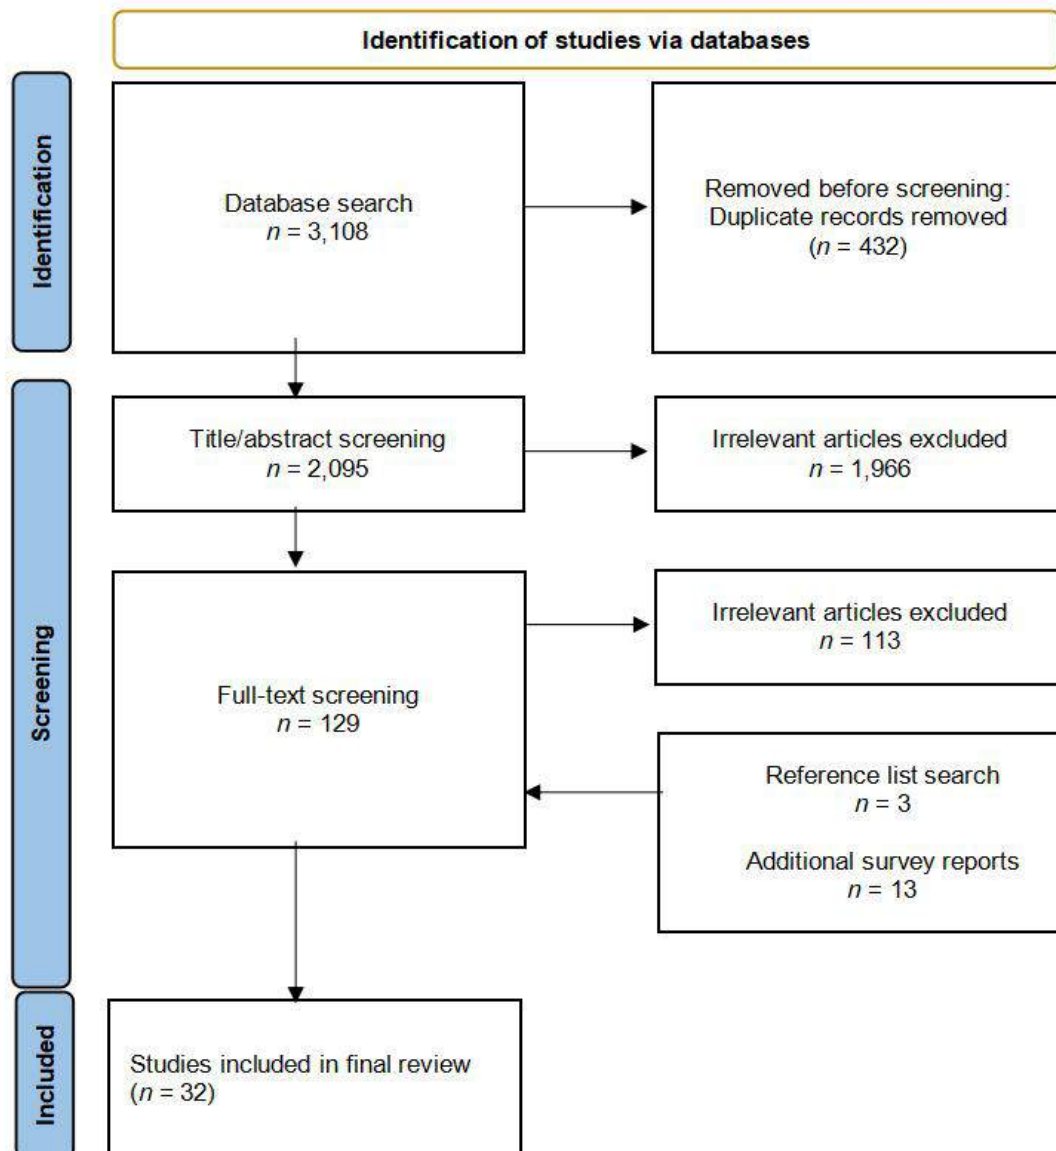 Identification of studies via databases
Identification
Database search
n = 3,108
Removed before screening:
Duplicate records removed
(n = 432)
Screening
Title/abstract screening
n = 2,095
Irrelevant articles excluded
n = 1,966
Full-text screening
n = 129
Irrelevant articles excluded
n = 113
Reference list search
n = 3
Additional survey reports
n = 13
Included
Studies included in final review
(n = 32)